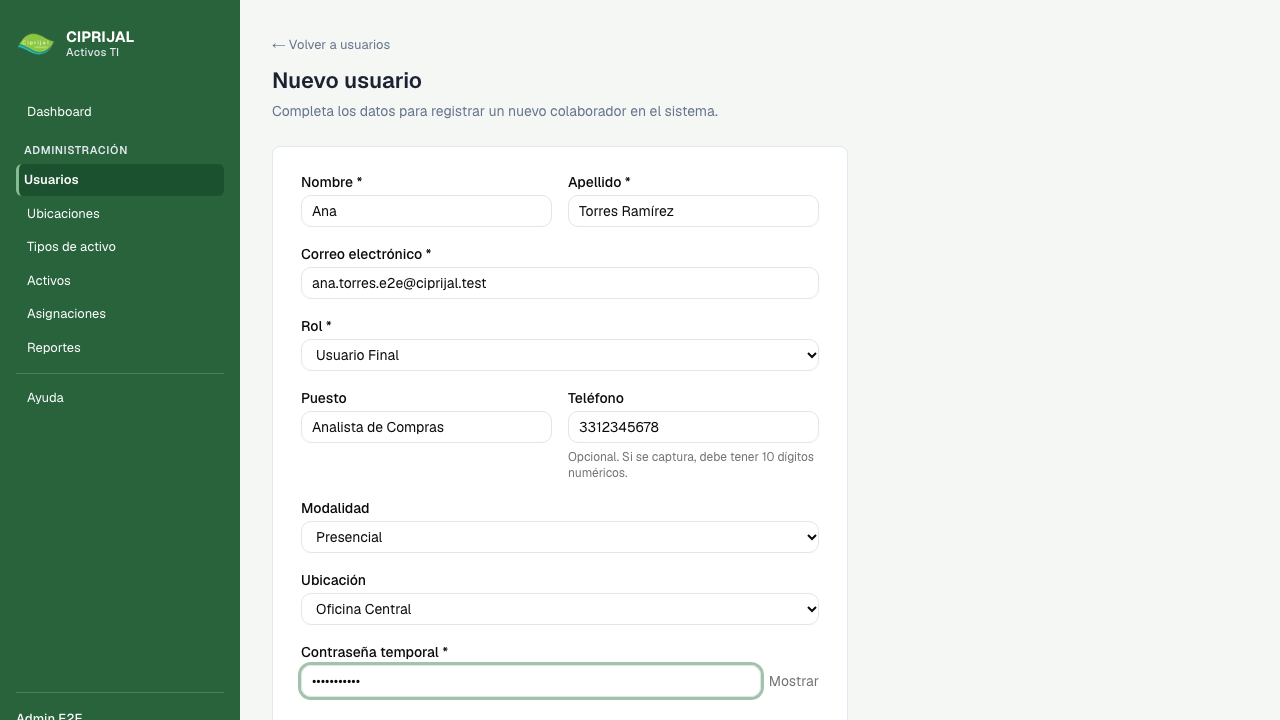 Ciprijal
CIPRIJAL
Activos TI
Dashboard
ADMINISTRACIÓN
Usuarios
Ubicaciones
Tipos de activo
Activos
Asignaciones
Reportes
Ayuda
Admin E2E
← Volver a usuarios
Nuevo usuario
Completa los datos para registrar un nuevo colaborador en el sistema.
Nombre * Apellido *
Ana Torres Ramírez
Correo electrónico *
ana.torres.e2e@ciprijal.test
Rol *
Usuario Final
Puesto Teléfono
Analista de Compras 3312345678
Opcional. Si se captura, debe tener 10 dígitos
numéricos.
Modalidad
Presencial
Ubicación
Oficina Central
Contraseña temporal *
••••••••••• Mostrar